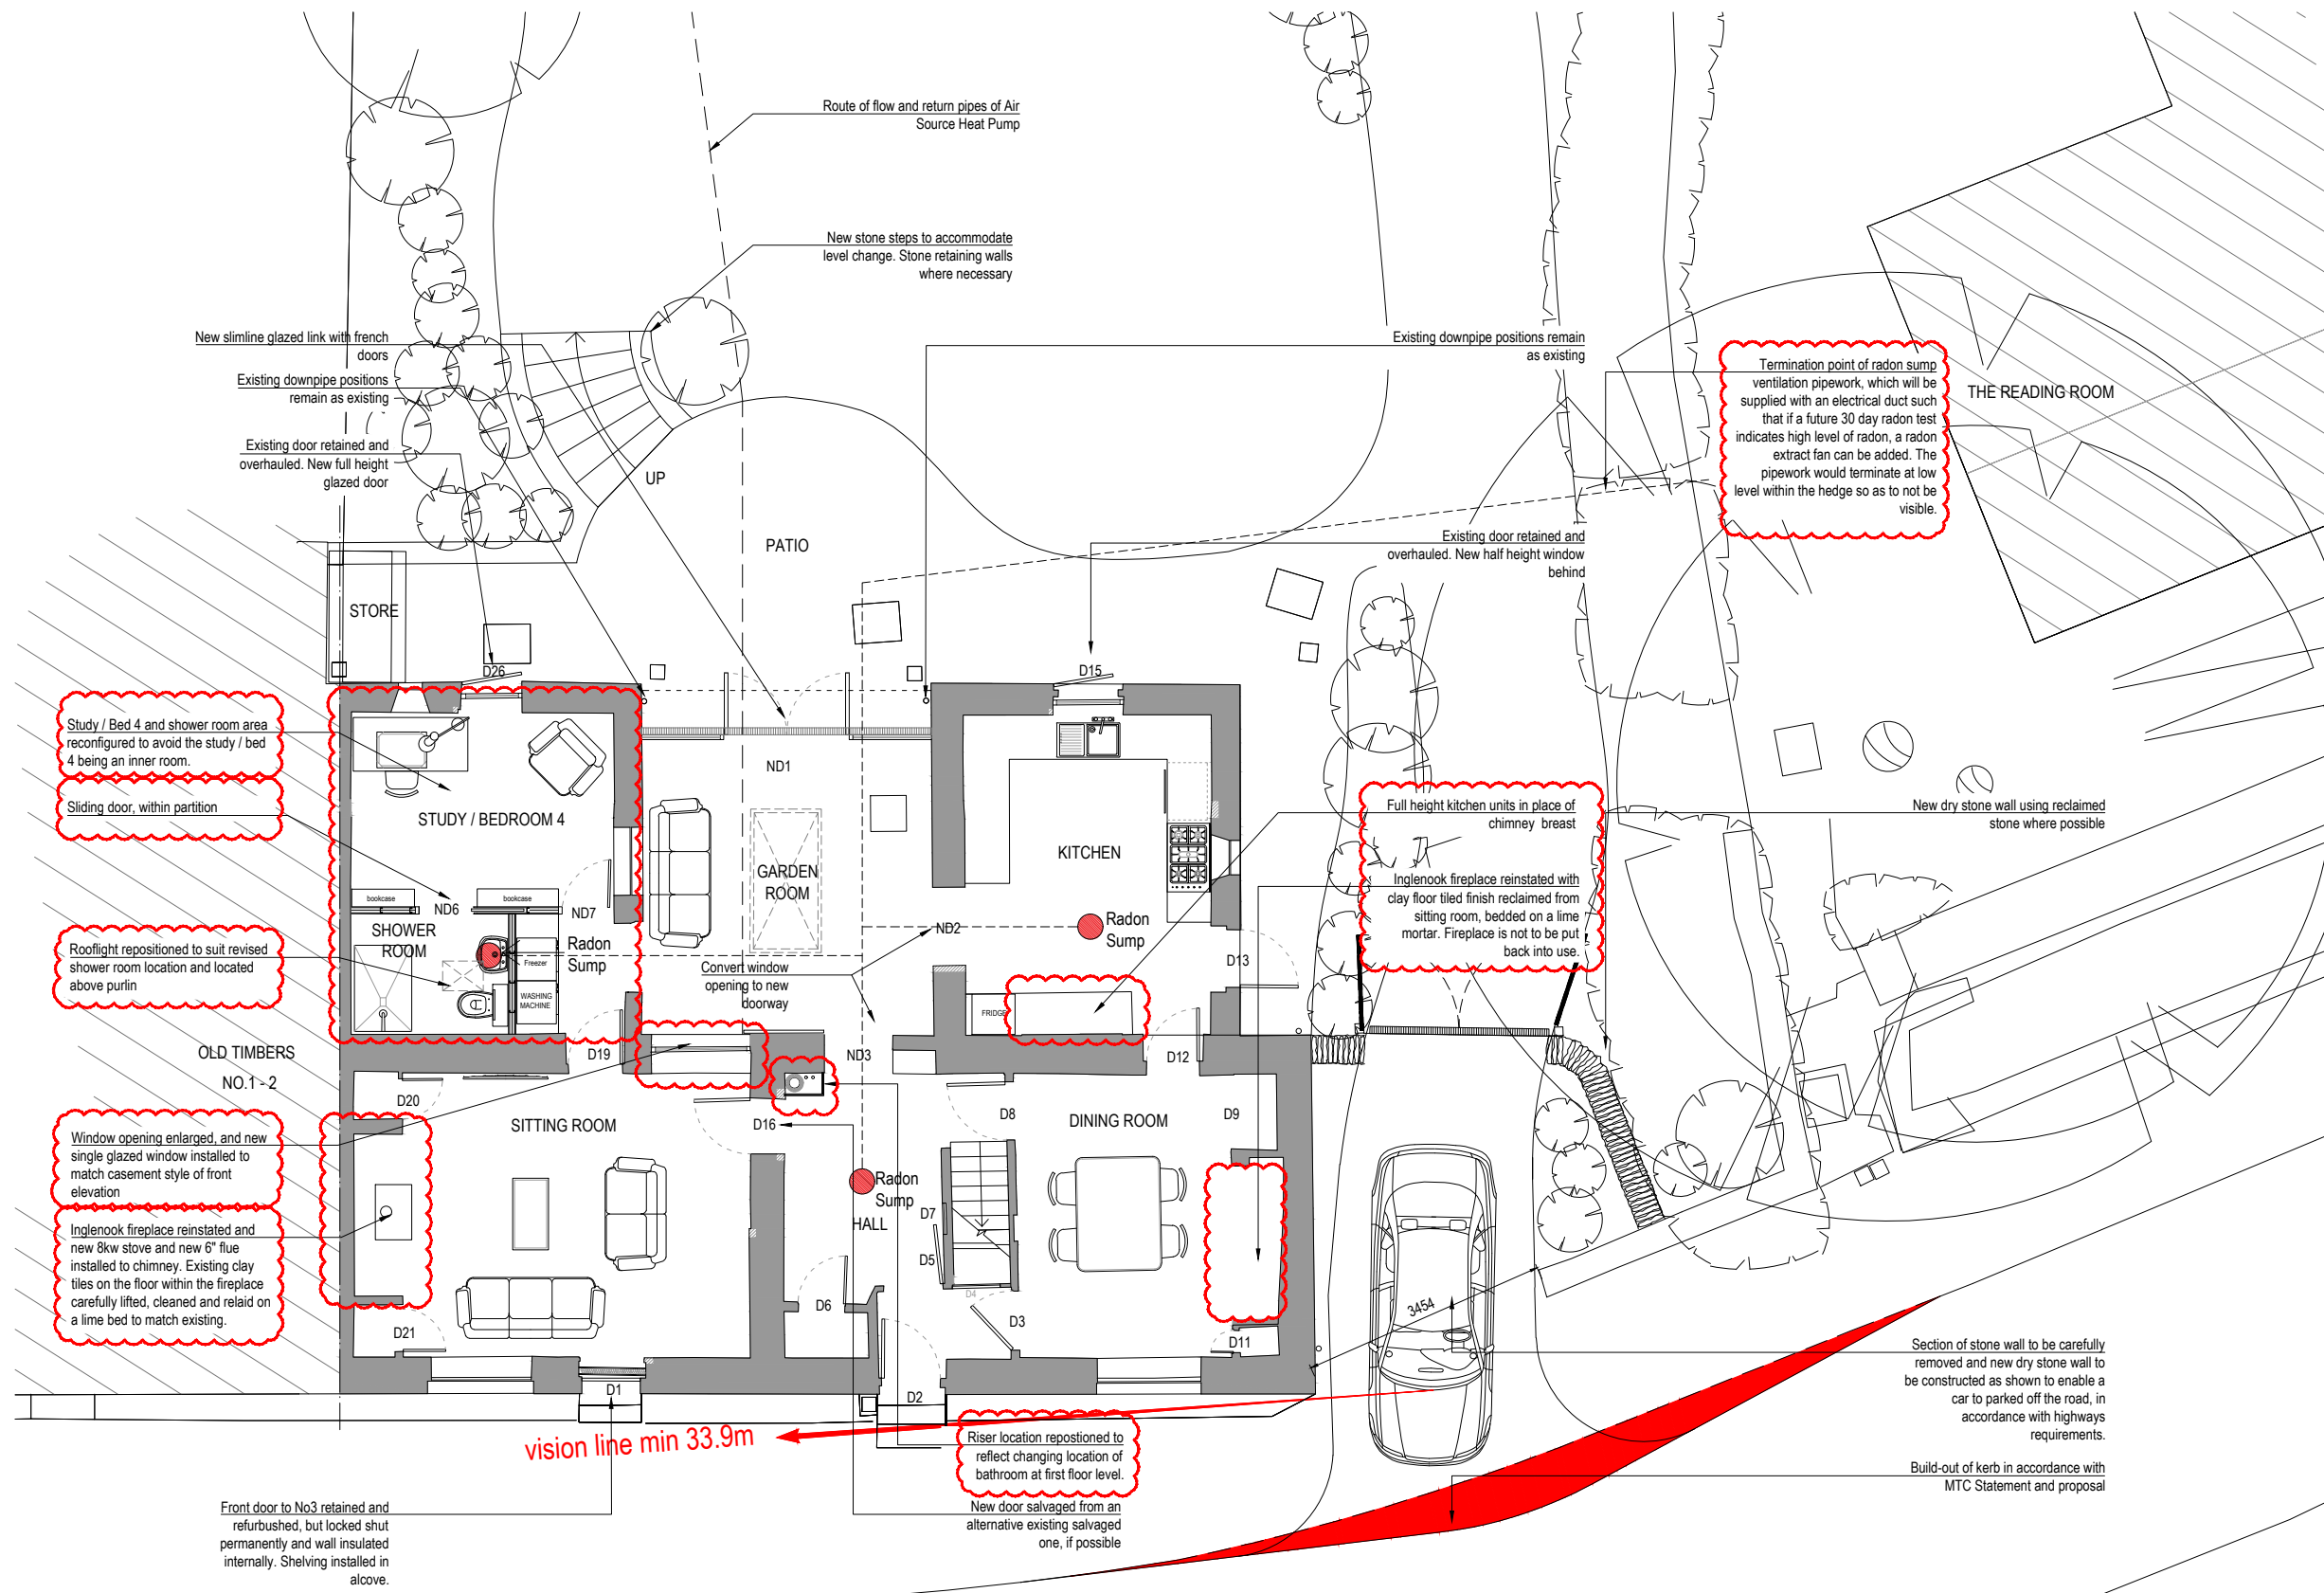 Route of flow and return pipes of Air
Source Heat Pump
New stone steps to accommodate
level change. Stone retaining walls
where necessary
New slimline glazed link with french
doors
Existing downpipe positions
remain as existing
Existing door retained and
overhauled. New full height
glazed door
UP
PATIO
STORE
Existing downpipe positions remain
as existing
Termination point of radon sump
ventilation pipework, which will be
supplied with an electrical duct such
that if a future 30 day radon test
indicates high level of radon, a radon
extract fan can be added. The
pipework would terminate at low
level within the hedge so as to not be
visible.
THE READING ROOM
Existing door retained and
overhauled. New half height window
behind
D26
D15
Study / Bed 4 and shower room area
reconfigured to avoid the study / bed
4 being an inner room.
Sliding door, within partition
STUDY / BEDROOM 4
ND1
GARDEN
ROOM
KITCHEN
Full height kitchen units in place of
chimney breast
Inglenook fireplace reinstated with
clay floor tiled finish reclaimed from
sitting room, bedded on a lime
mortar. Fireplace is not to be put
back into use.
New dry stone wall using reclaimed
stone where possible
bookcase
bookcase
ND6
ND7
SHOWER
ROOM
Radon
Sump
Freezer
WASHING
MACHINE
ND2
Radon
Sump
D13
Convert window
opening to new
doorway
FRIDGE
Rooflight repositioned to suit revised
shower room location and located
above purlin
OLD TIMBERS
NO.1 - 2
D19
ND3
D12
D20
SITTING ROOM
D16
D8
DINING ROOM
D9
Window opening enlarged, and new
single glazed window installed to
match casement style of front
elevation
Inglenook fireplace reinstated and
new 8kw stove and new 6" flue
installed to chimney. Existing clay
tiles on the floor within the fireplace
carefully lifted, cleaned and relaid on
a lime bed to match existing.
Radon
Sump
HALL
D7
D5
D4
D6
D3
D21
D11
3454
D1
D2
vision line min 33.9m
Riser location repostioned to
reflect changing location of
bathroom at first floor level.
New door salvaged from an
alternative existing salvaged
one, if possible
Front door to No3 retained and
refurbished, but locked shut
permanently and wall insulated
internally. Shelving installed in
alcove.
Section of stone wall to be carefully
removed and new dry stone wall to
be constructed as shown to enable a
car to parked off the road, in
accordance with highways
requirements.
Build-out of kerb in accordance with
MTC Statement and proposal